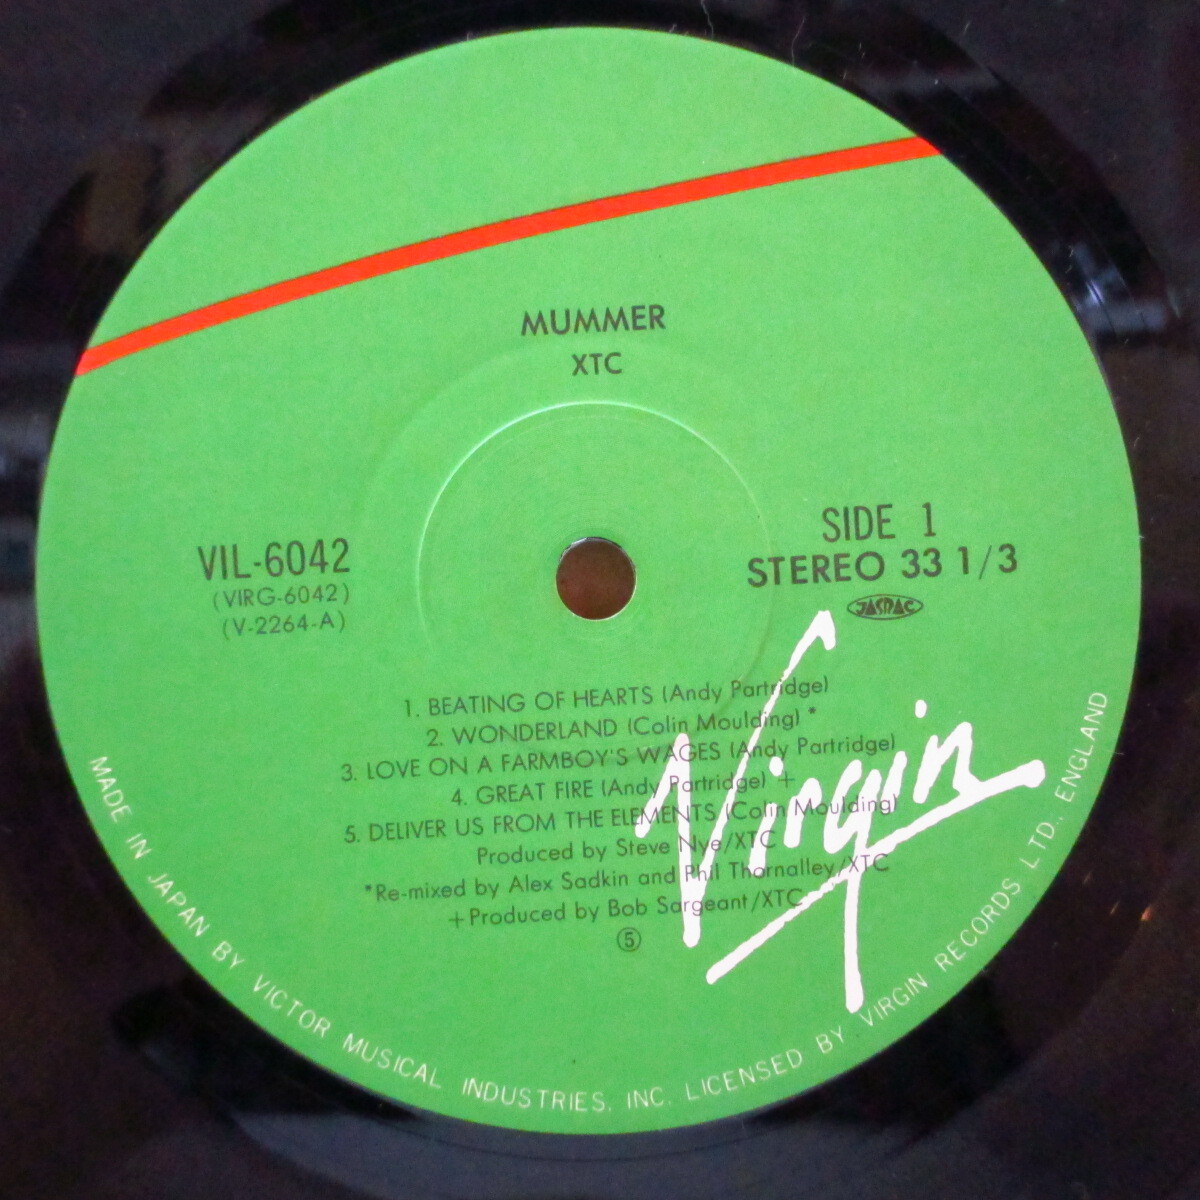 MUMMER
XTC
VIL-6042
(VIRG-6042)
(V-2264-A)
SIDE 1
STEREO 33 1/3
JASRAC
1. BEATING OF HEARTS (Andy Partridge)
2. WONDERLAND (Colin Moulding) *
3. LOVE ON A FARMBOY'S WAGES (Andy Partridge)
4. GREAT FIRE (Andy Partridge) +
5. DELIVER US FROM THE ELEMENTS (Colin Moulding)
Produced by Steve Nye/XTC
*Re-mixed by Alex Sadkin and Phil Thornalley/XTC
+Produced by Bob Sargeant/XTC
⑤
Virgin
MADE IN JAPAN BY VICTOR MUSICAL INDUSTRIES, INC. LICENSED BY VIRGIN RECORDS LTD., ENGLAND